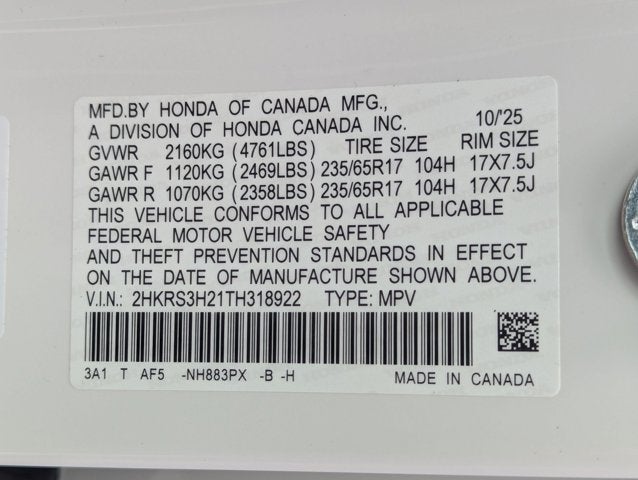 MFD.BY HONDA OF CANADA MFG.,
A DIVISION OF HONDA CANADA INC. 10/'25
GVWR 2160KG (4761LBS) TIRE SIZE RIM SIZE
GAWR F 1120KG (2469LBS) 235/65R17 104H 17X7.5J
GAWR R 1070KG (2358LBS) 235/65R17 104H 17X7.5J
THIS VEHICLE CONFORMS TO ALL APPLICABLE
FEDERAL MOTOR VEHICLE SAFETY
AND THEFT PREVENTION STANDARDS IN EFFECT
ON THE DATE OF MANUFACTURE SHOWN ABOVE.
V.I.N.: 2HKRS3H21TH318922 TYPE: MPV
3A1 T AF5 -NH883PX -B -H MADE IN CANADA